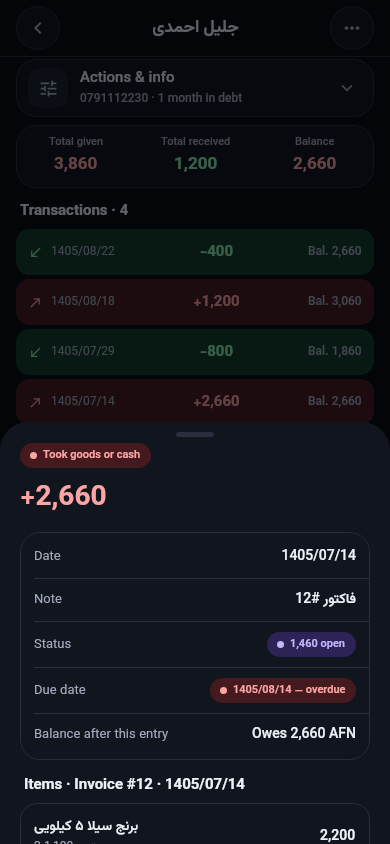 جلیل احمدی
Actions & info
0791112230 · 1 month in debt
Total given Total received Balance
3,860 1,200 2,660
Transactions · 4
1405/08/22 −400 Bal. 2,660
1405/08/18 +1,200 Bal. 3,060
1405/07/29 −800 Bal. 1,860
1405/07/14 +2,660 Bal. 2,660
Took goods or cash
+2,660
Date 1405/07/14
Note فاکتور #12
Status 1,460 open
Due date 1405/08/14 — overdue
Balance after this entry Owes 2,660 AFN
Items · Invoice #12 · 1405/07/14
برنج سیلا ۵ کیلویی
2,200